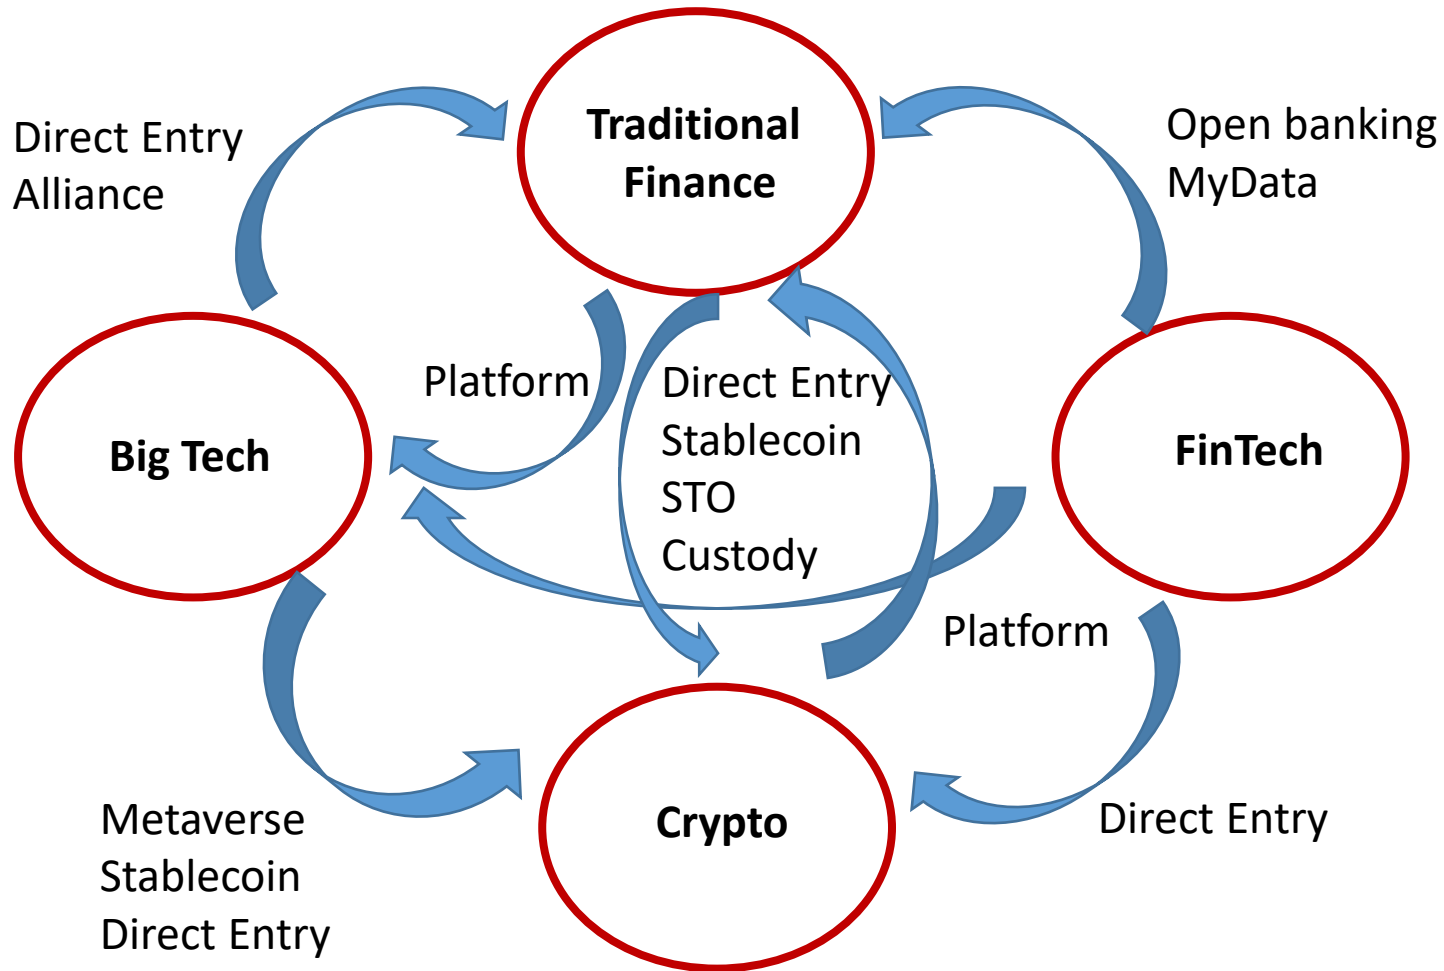 Traditional
Finance
Direct Entry
Alliance
Open banking
MyData
Platform
Direct Entry
Stablecoin
STO
Custody
Big Tech
FinTech
Platform
Metaverse
Stablecoin
Direct Entry
Crypto
Direct Entry